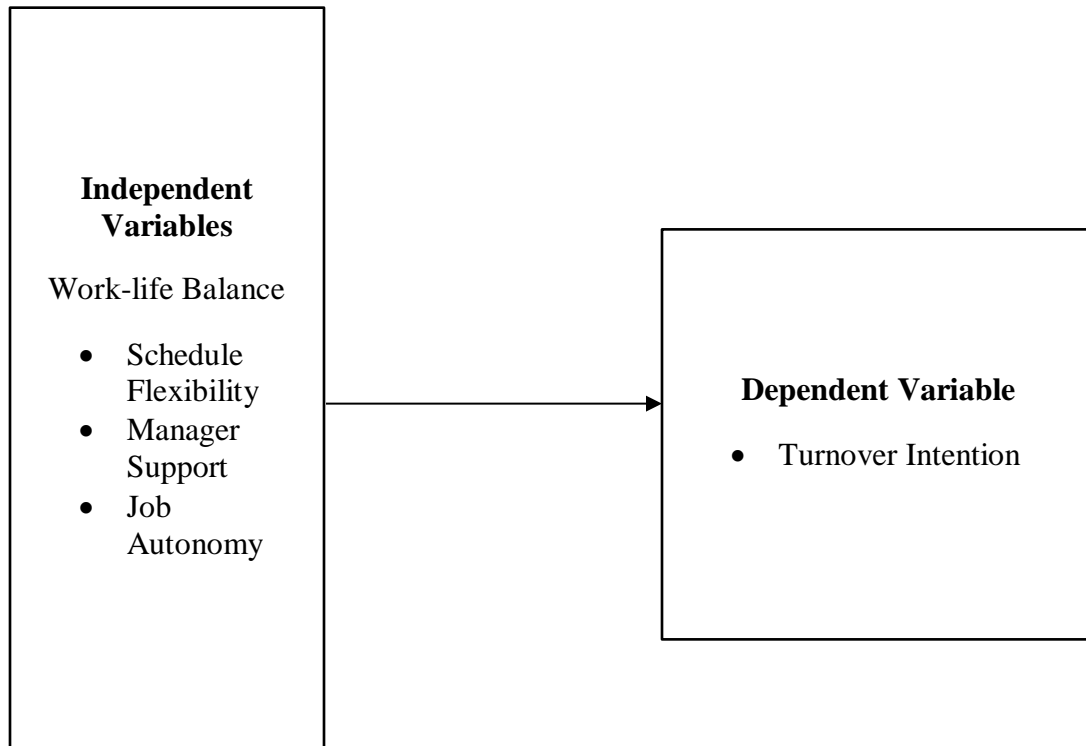 Independent
Variables
Work-life Balance
• Schedule
Flexibility
• Manager
Support
• Job
Autonomy
Dependent Variable
• Turnover Intention